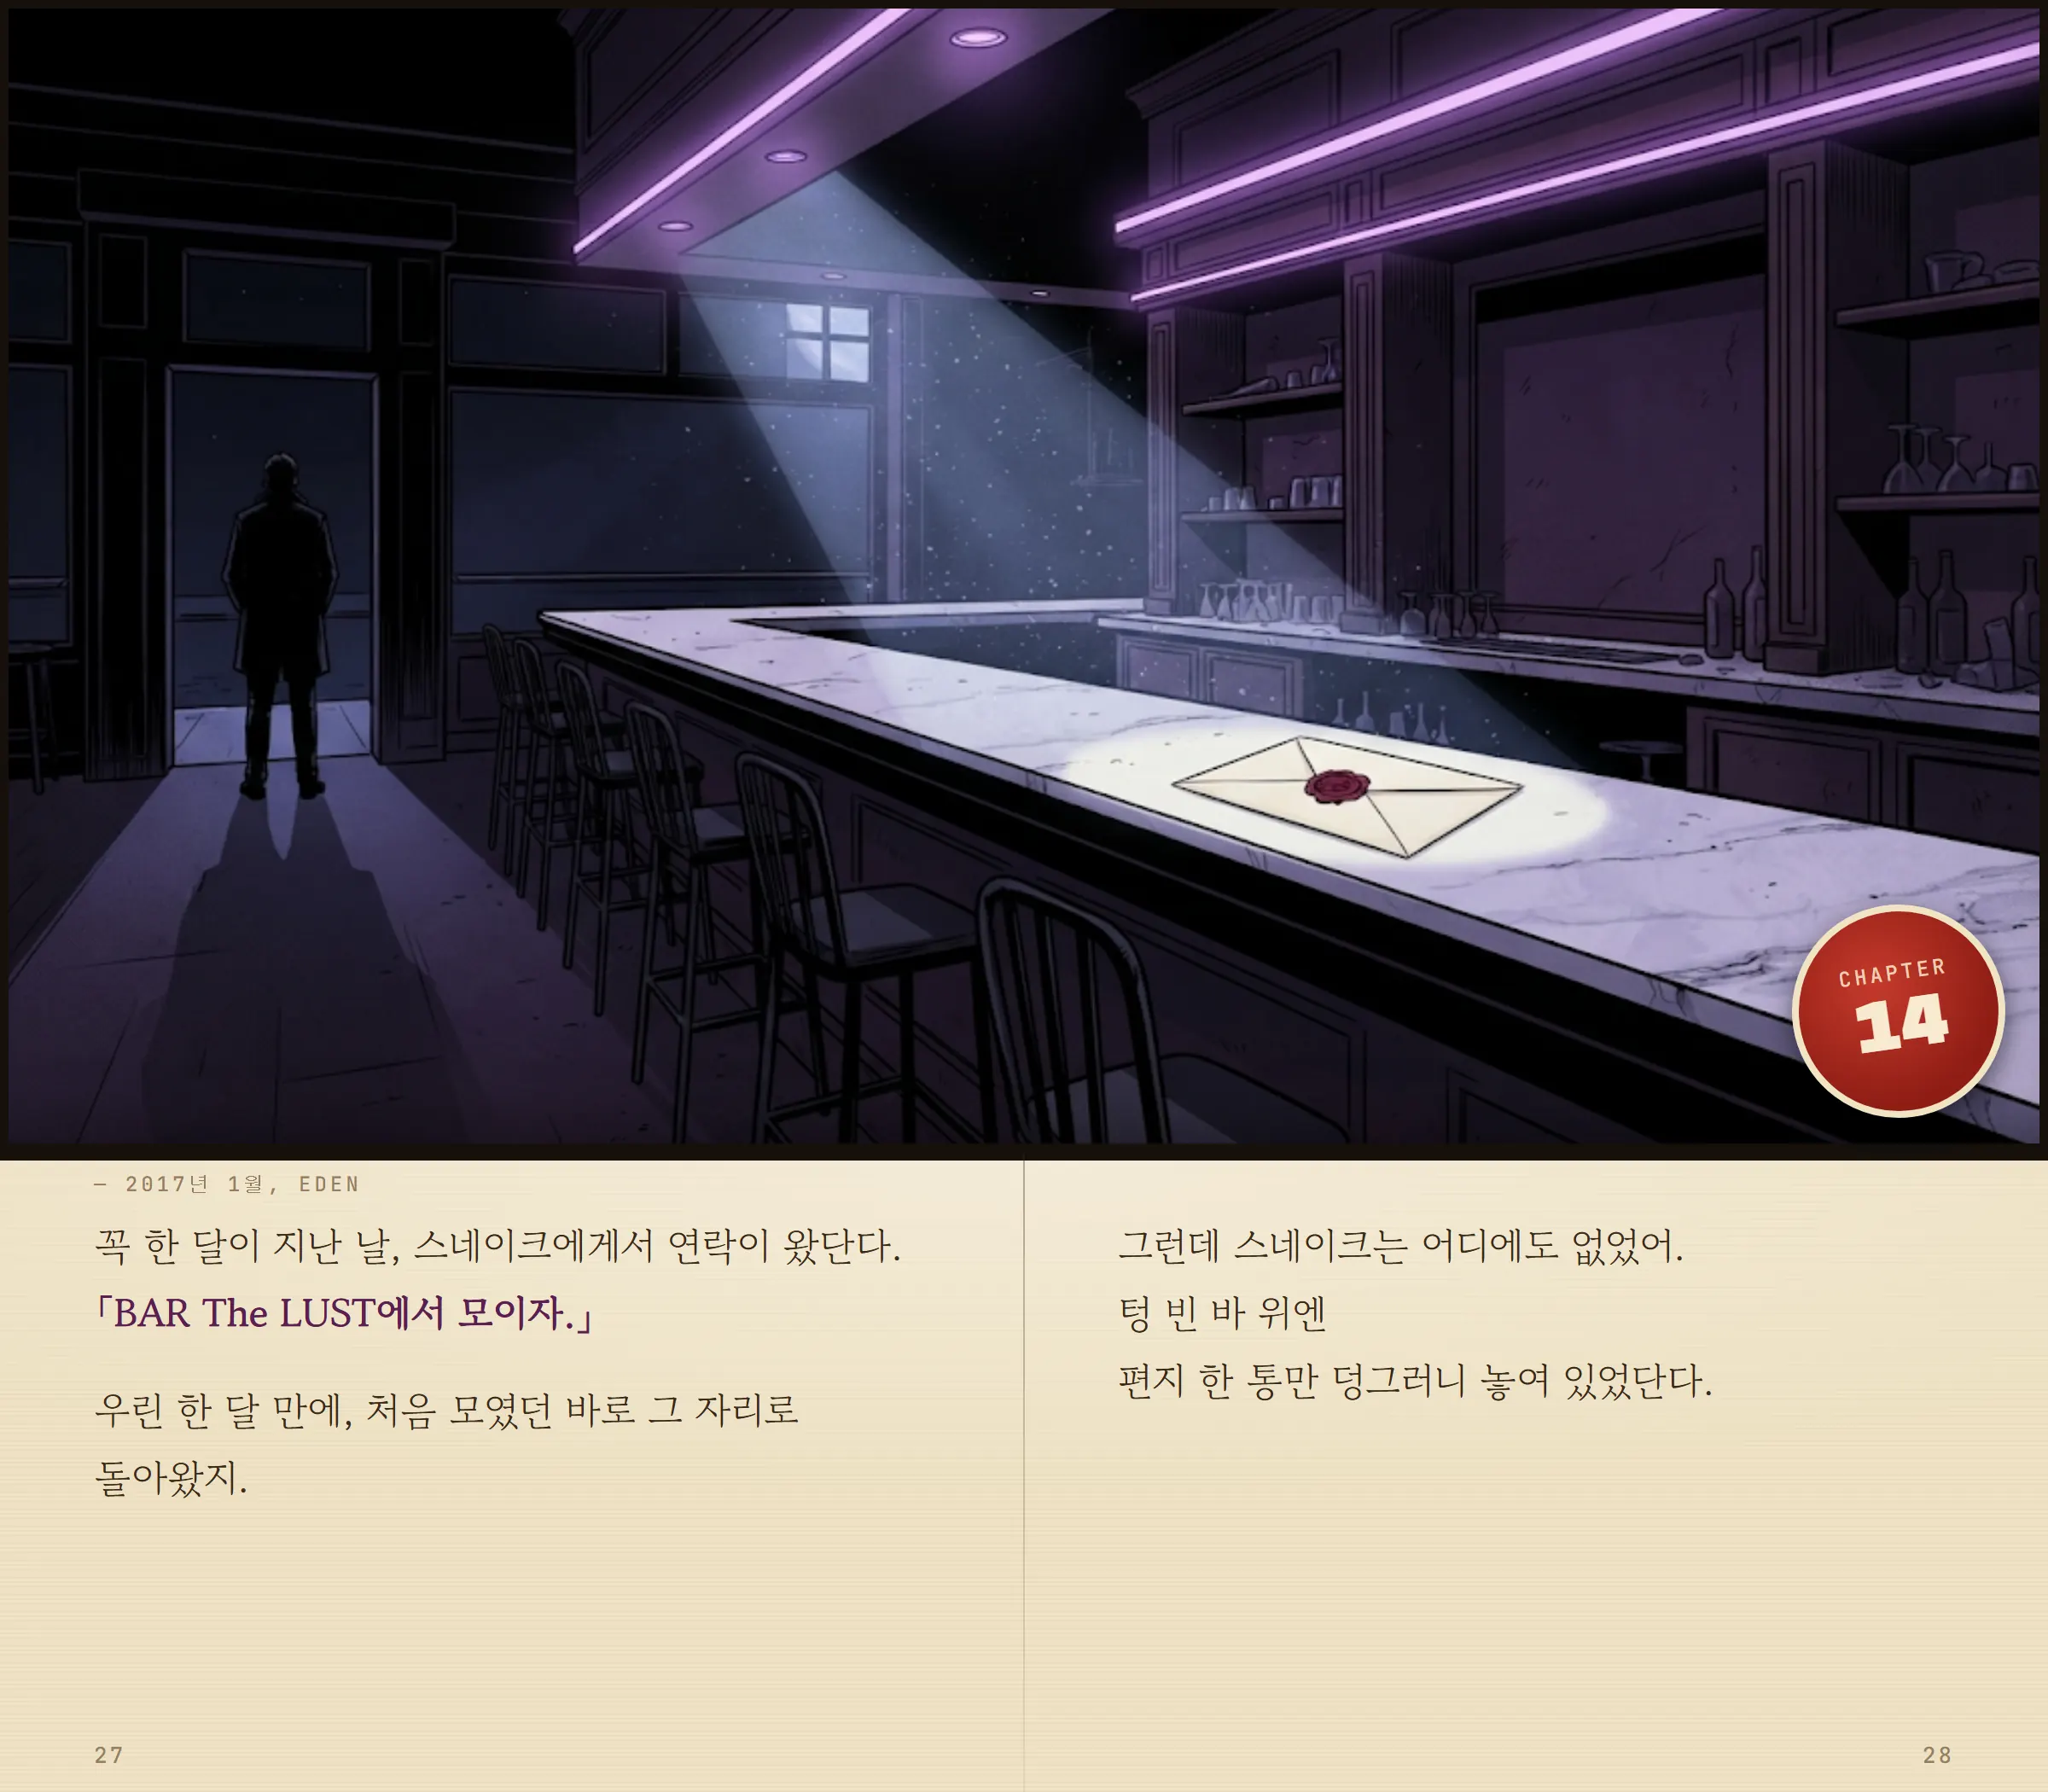 CHAPTER
14
— 2017년 1월, EDEN
꼭 한 달이 지난 날, 스네이크에게서 연락이 왔단다.
「BAR The LUST에서 모이자.」
우린 한 달 만에, 처음 모였던 바로 그 자리로
돌아왔지.
27
그런데 스네이크는 어디에도 없었어.
텅 빈 바 위엔
편지 한 통만 덩그러니 놓여 있었단다.
28